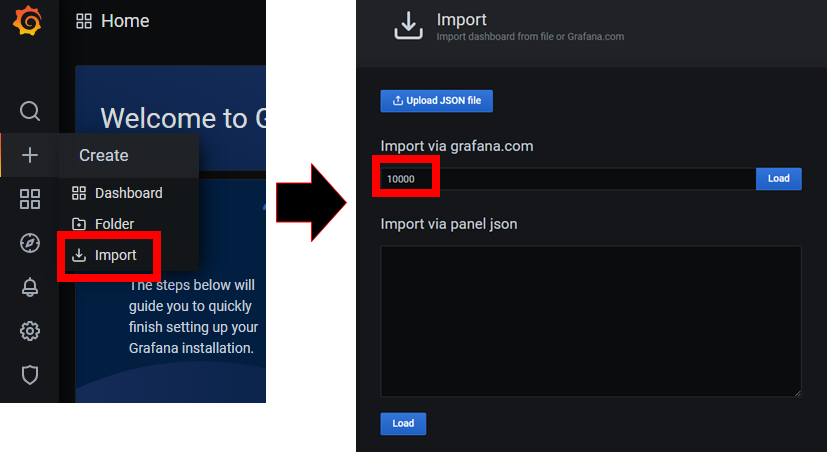 Home
Welcome to G
Create
Dashboard
Folder
Import
The steps below will
guide you to quickly
finish setting up your
Grafana installation.
Import
Import dashboard from file or Grafana.com
Upload JSON file
Import via grafana.com
10000
Load
Import via panel json
Load